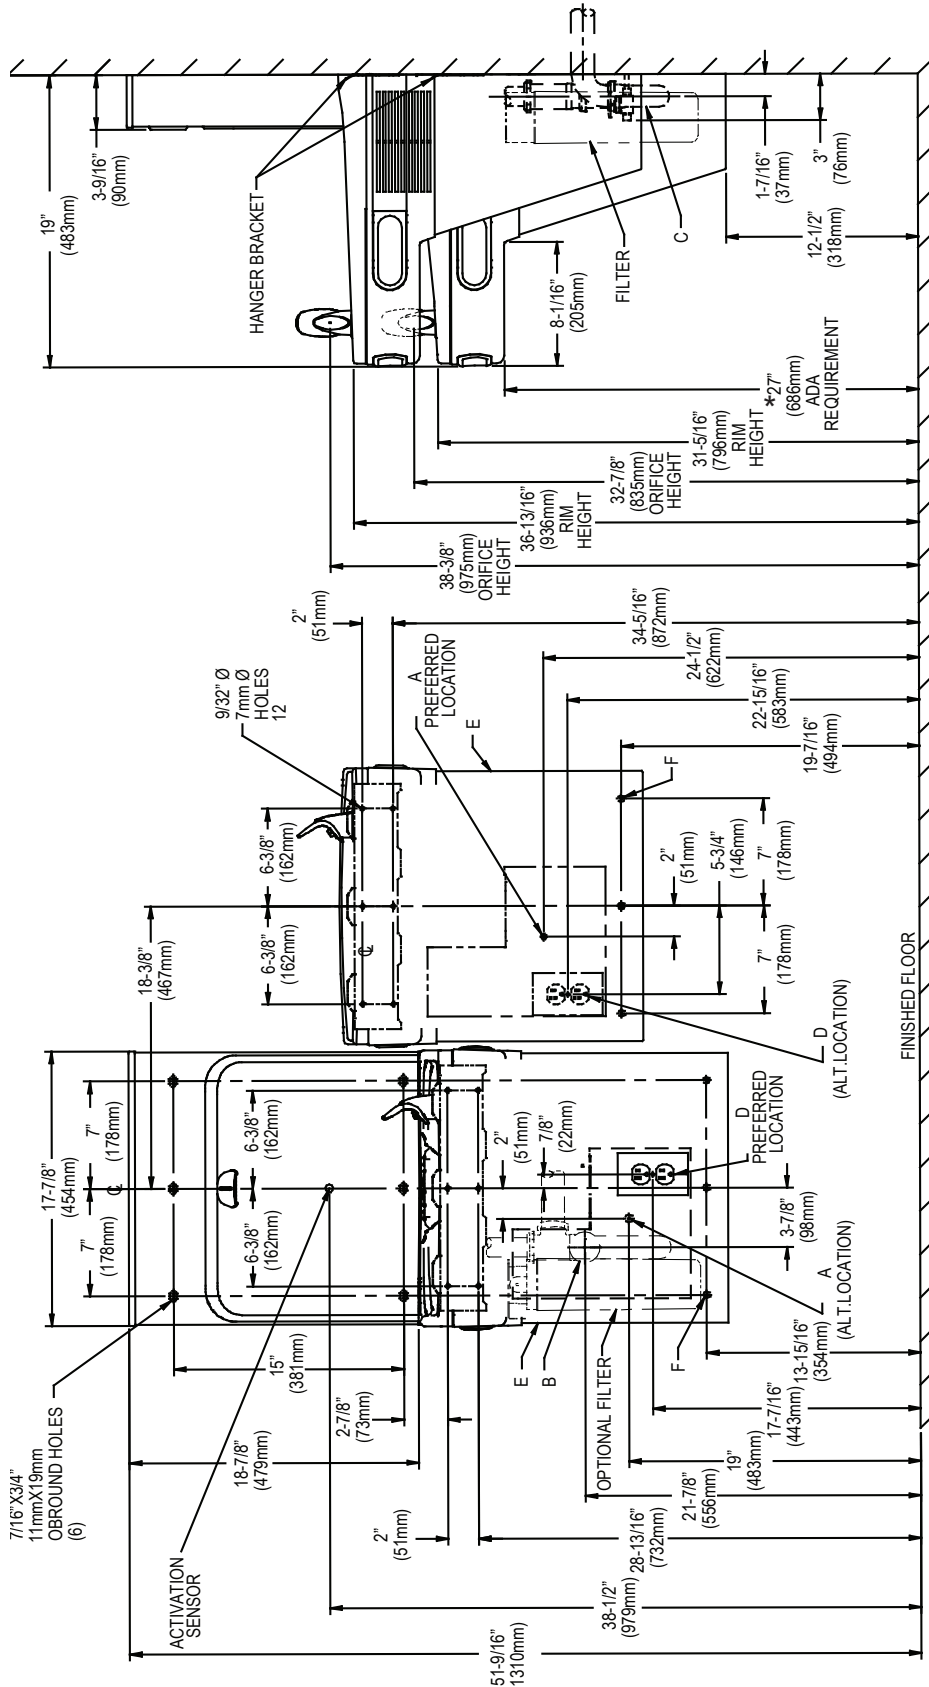 7/16"X3/4"
11mmX19mm
OBROUND HOLES
(6)
ACTIVATION
SENSOR
17-7/8"
(454mm)
℄
7"
(178mm)
7"
(178mm)
18-3/8"
(467mm)
6-3/8"
(162mm)
6-3/8"
(162mm)
15"
(381mm)
2-7/8"
(73mm)
18-7/8"
(479mm)
2"
(51mm)
51-9/16"
1310mm)
38-1/2"
(979mm)
28-13/16"
(732mm)
21-7/8"
(556mm)
19"
(483mm)
17-7/16"
(443mm)
13-15/16"
(354mm)
E
B
OPTIONAL FILTER
F
A
(ALT.LOCATION)
3-7/8"
(98mm)
2"
(51mm)
7/8"
(22mm)
D
PREFERRED
LOCATION
6-3/8"
(162mm)
6-3/8"
(162mm)
℄
9/32" Ø
7mm Ø
HOLES
12
2"
(51mm)
A
PREFERRED
LOCATION
E
F
2"
(51mm)
5-3/4"
(146mm)
7"
(178mm)
7"
(178mm)
D
(ALT.LOCATION)
34-5/16"
(872mm)
24-1/2"
(622mm)
22-15/16"
(583mm)
19-7/16"
(494mm)
FINISHED FLOOR
19"
(483mm)
3-9/16"
(90mm)
HANGER BRACKET
38-3/8"
(975mm)
ORIFICE
HEIGHT
36-13/16"
(936mm)
RIM
HEIGHT
32-7/8"
(835mm)
ORIFICE
HEIGHT
31-5/16"
(796mm)
RIM
HEIGHT
*27"
(686mm)
ADA
REQUIREMENT
8-1/16"
(205mm)
FILTER
C
1-7/16"
(37mm)
3"
(76mm)
12-1/2"
(318mm)